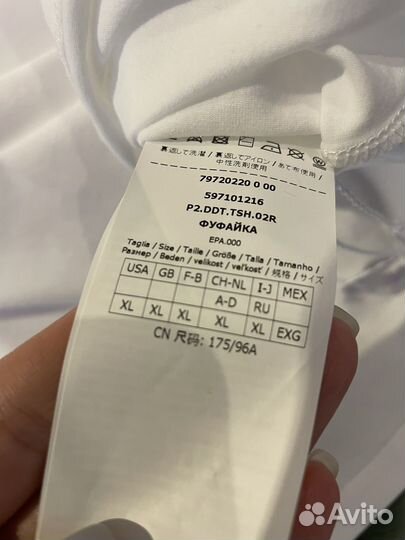 裏返して洗濯 / 裏返してアイロン / あて布使用 /
中性洗剤使用
79720220 0 00
597101216
P2.DDT.TSH.02R
ФУФАЙКА
EPA.000
Taglia / Size / Taille / Größe / Talla / Tamanho /
Размер / Beden / velikost / veľkosť / 规格 / サイズ
USA GB F-B CH-NL I-J MEX
A-D RU
XL XL XL XL XL EXG
CN 尺码: 175/96A
Avito